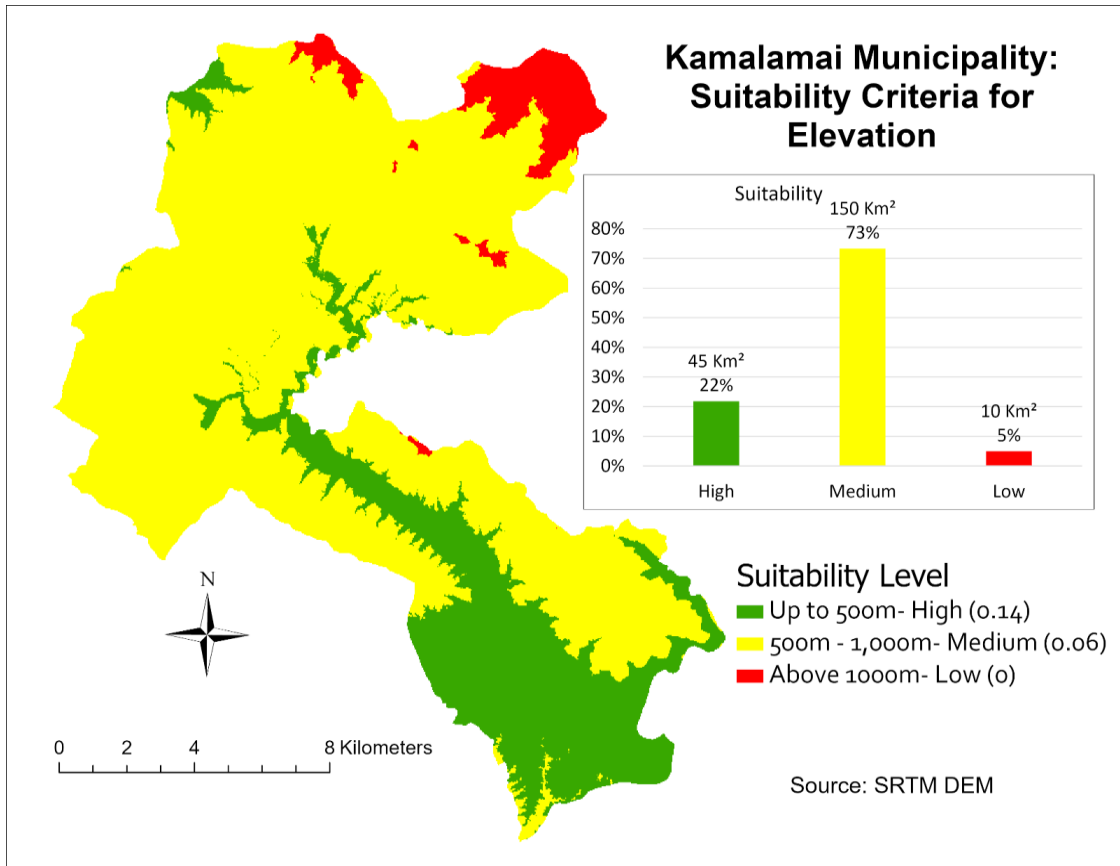 Kamalamai Municipality:
Suitability Criteria for
Elevation
Suitability
80%
70%
60%
50%
40%
30%
20%
10%
0%
45 Km²
22%
150 Km²
73%
10 Km²
5%
High
Medium
Low
Suitability Level
Up to 500m- High (0.14)
500m - 1,000m- Medium (0.06)
Above 1000m- Low (0)
N
0 2 4 8 Kilometers
Source: SRTM DEM